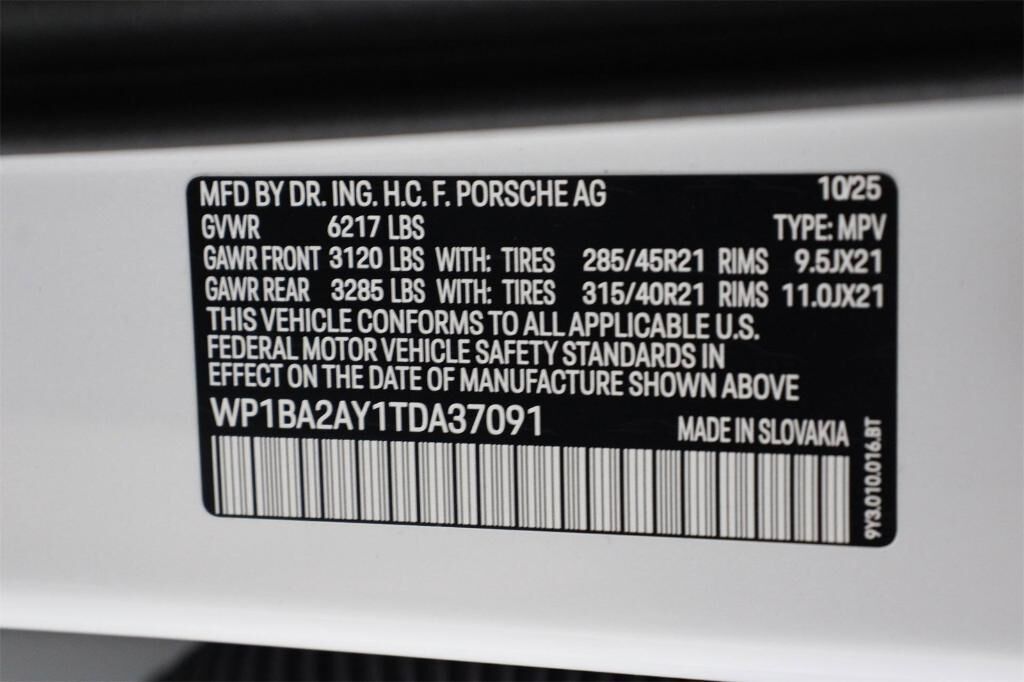 MFD BY DR. ING. H.C. F. PORSCHE AG 10/25
GVWR 6217 LBS TYPE: MPV
GAWR FRONT 3120 LBS WITH: TIRES 285/45R21 RIMS 9.5JX21
GAWR REAR 3285 LBS WITH: TIRES 315/40R21 RIMS 11.0JX21
THIS VEHICLE CONFORMS TO ALL APPLICABLE U.S.
FEDERAL MOTOR VEHICLE SAFETY STANDARDS IN
EFFECT ON THE DATE OF MANUFACTURE SHOWN ABOVE
WP1BA2AY1TDA37091 MADE IN SLOVAKIA
9Y3.010.016.BT